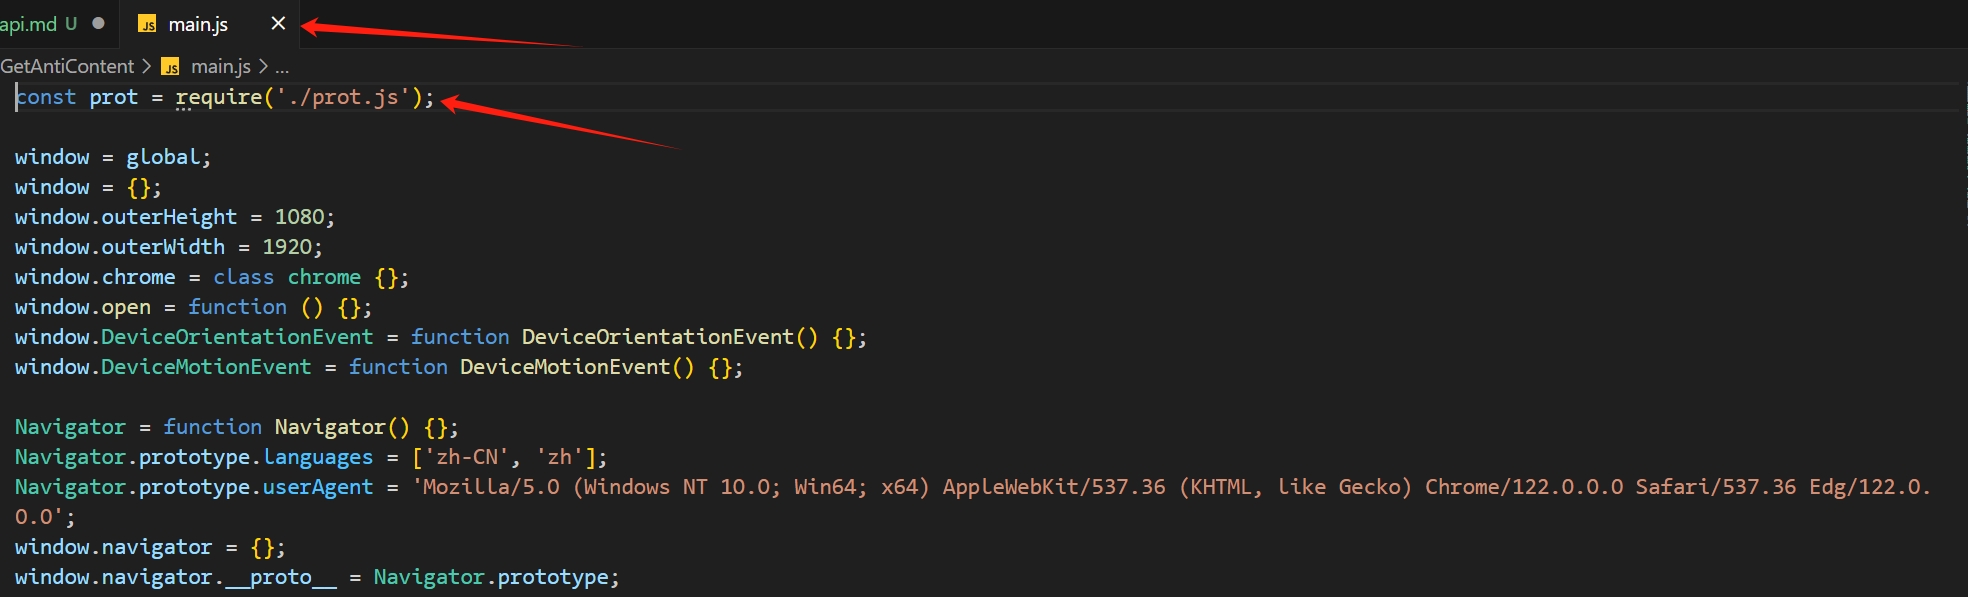 api.md U ● JS main.js ×
GetAntiContent > JS main.js > ...
const prot = require('./prot.js');
window = global;
window = {};
window.outerHeight = 1080;
window.outerWidth = 1920;
window.chrome = class chrome {};
window.open = function () {};
window.DeviceOrientationEvent = function DeviceOrientationEvent() {};
window.DeviceMotionEvent = function DeviceMotionEvent() {};
Navigator = function Navigator() {};
Navigator.prototype.languages = ['zh-CN', 'zh'];
Navigator.prototype.userAgent = 'Mozilla/5.0 (Windows NT 10.0; Win64; x64) AppleWebKit/537.36 (KHTML, like Gecko) Chrome/122.0.0.0 Safari/537.36 Edg/122.0.
0.0';
window.navigator = {};
window.navigator.__proto__ = Navigator.prototype;